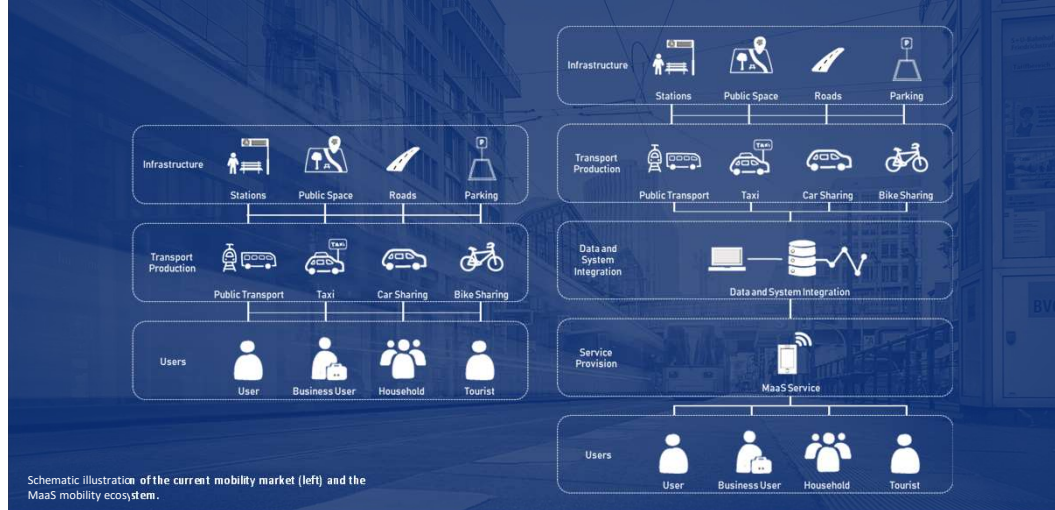 Infrastructure
Stations Public Space Roads Parking
Transport
Production
Public Transport Taxi Car Sharing Bike Sharing
Users
User Business User Household Tourist
Infrastructure
Stations Public Space Roads Parking
Transport
Production
Public Transport Taxi Car Sharing Bike Sharing
Data and
System
Integration
Data and System Integration
Service
Provision
MaaS Service
Users
User Business User Household Tourist
Schematic illustration of the current mobility market (left) and the
MaaS mobility ecosystem.